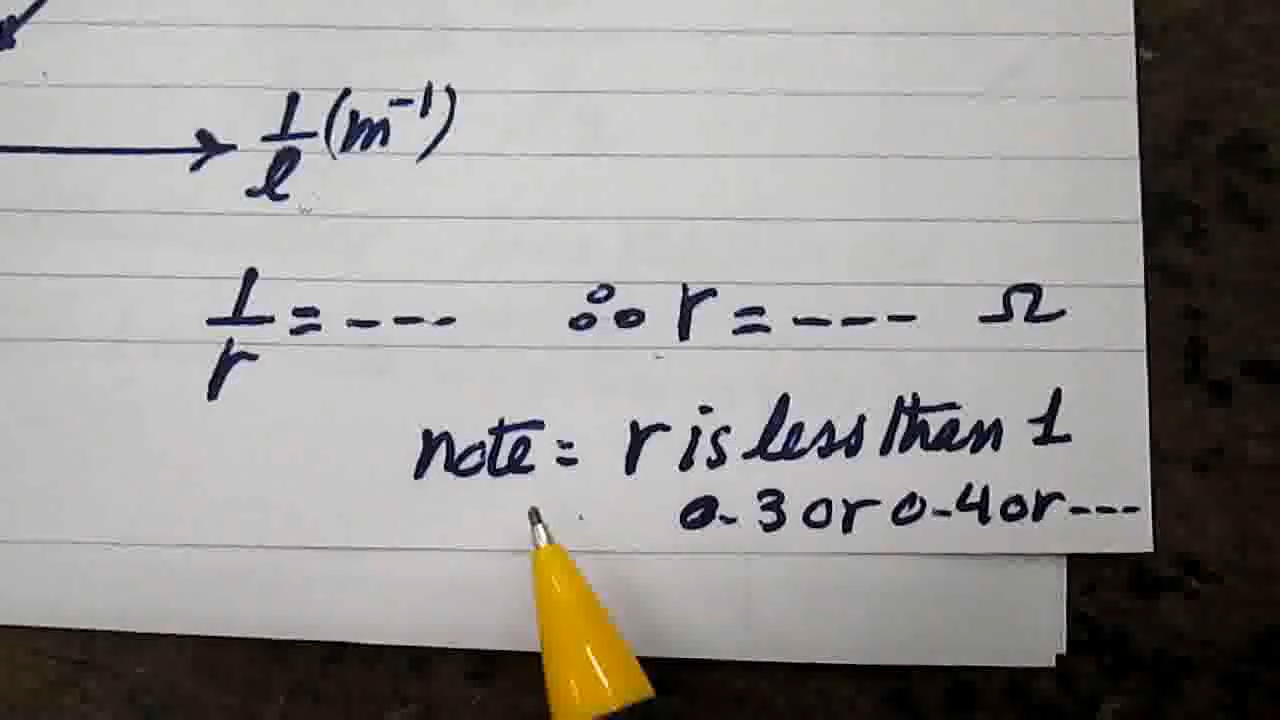 1/l (m⁻¹)
1/r = --- ∴ r = --- Ω
note = r is less than 1
0.3 or 0.4 or ---